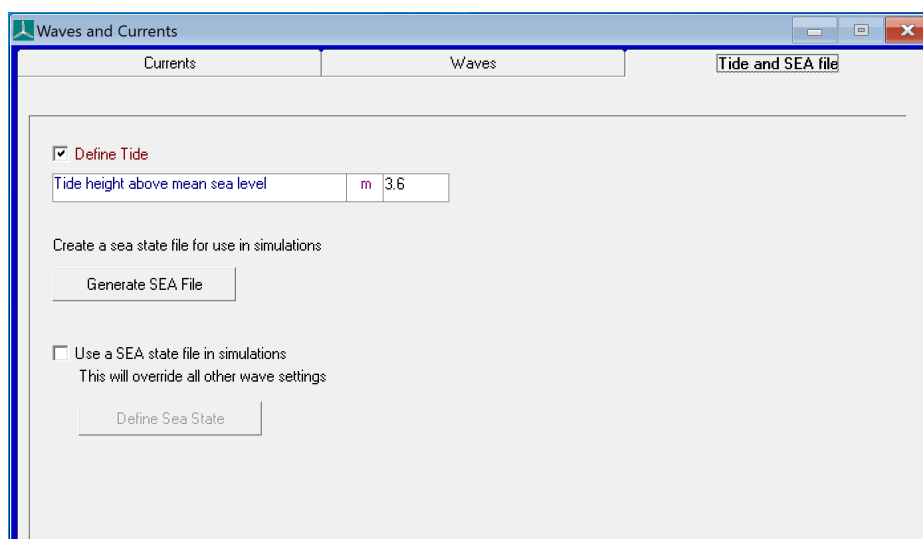 Waves and Currents
Currents Waves Tide and SEA file
Define Tide
Tide height above mean sea level m 3.6
Create a sea state file for use in simulations
Generate SEA File
Use a SEA state file in simulations
This will override all other wave settings
Define Sea State